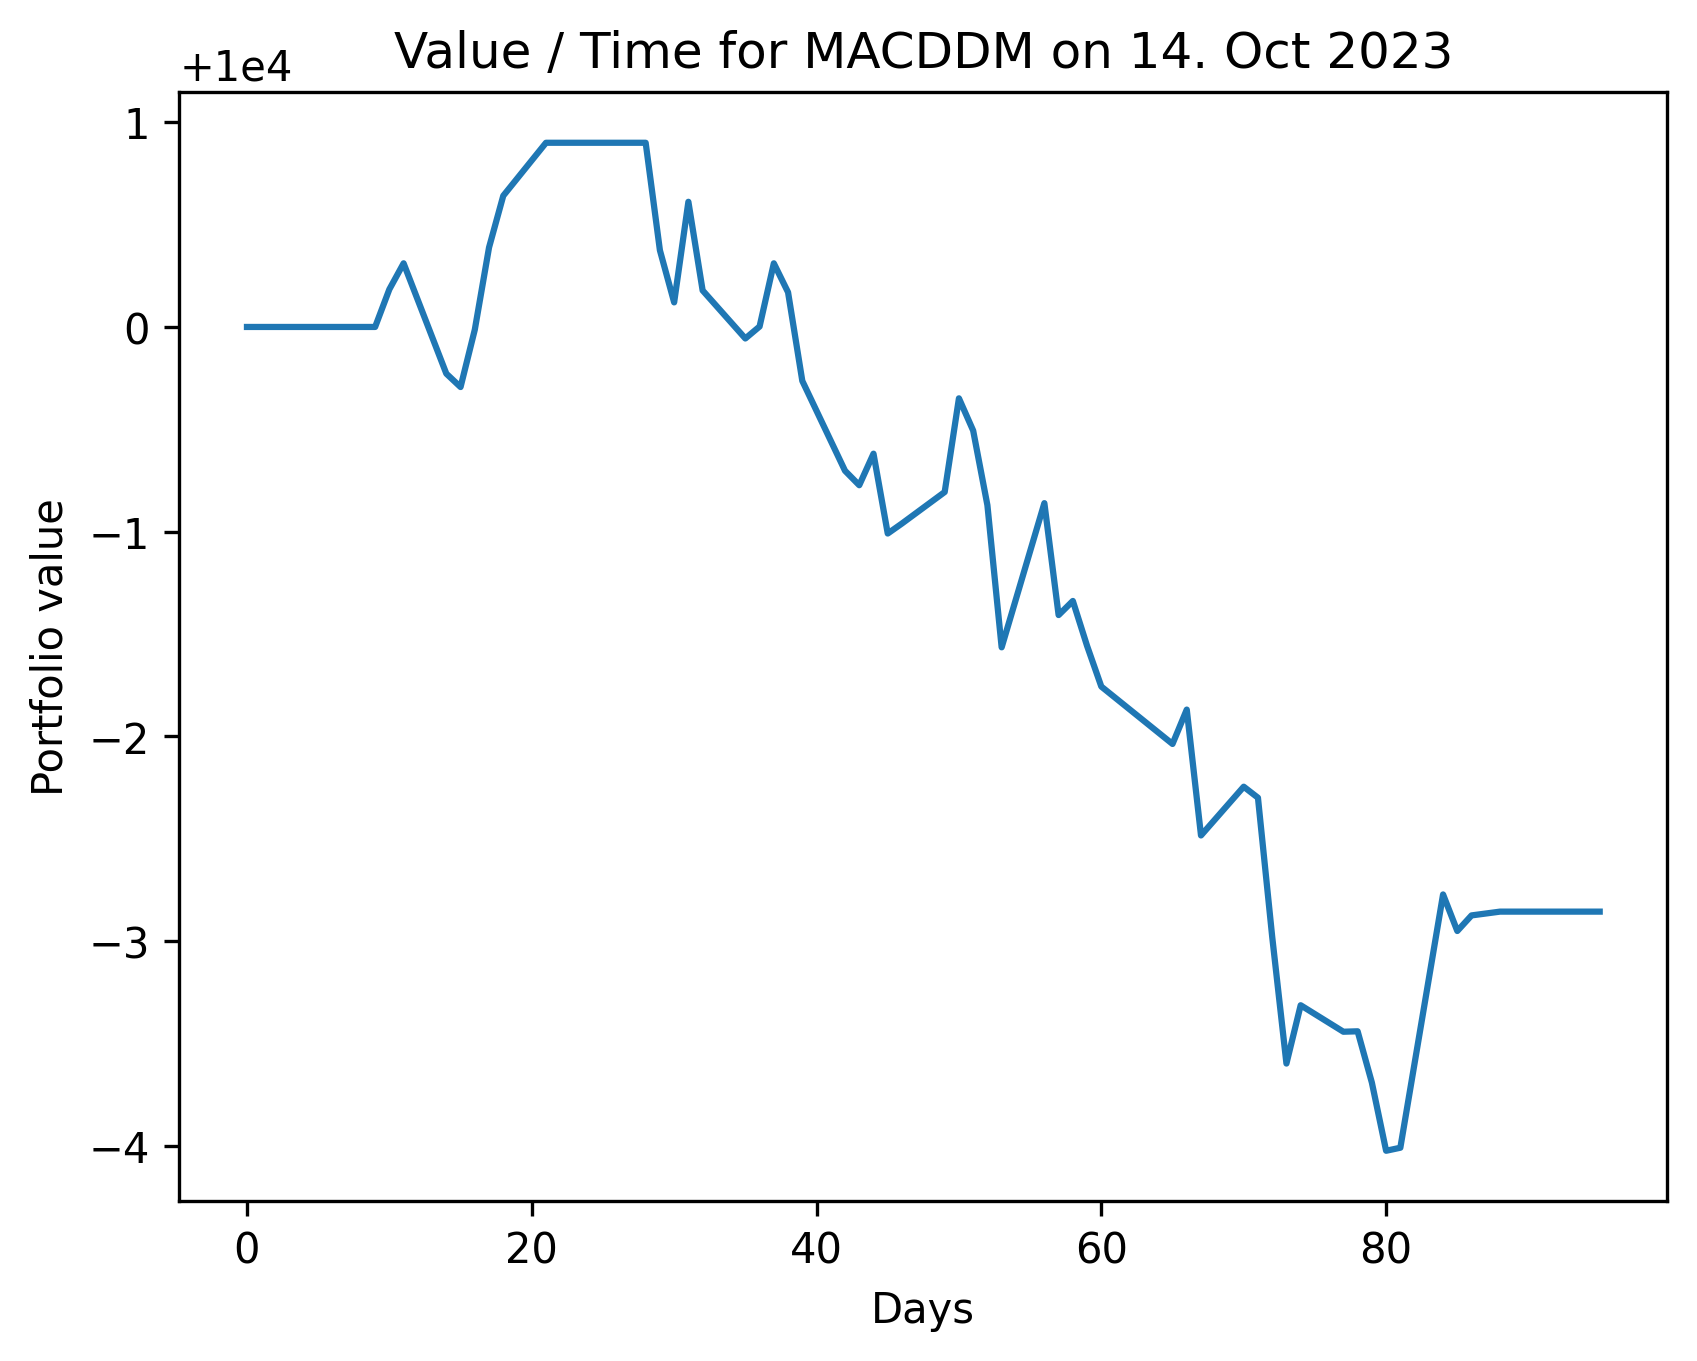 Value / Time for MACDDM on 14. Oct 2023
+1e4
1
0
−1
−2
−3
−4
Portfolio value
0 20 40 60 80
Days